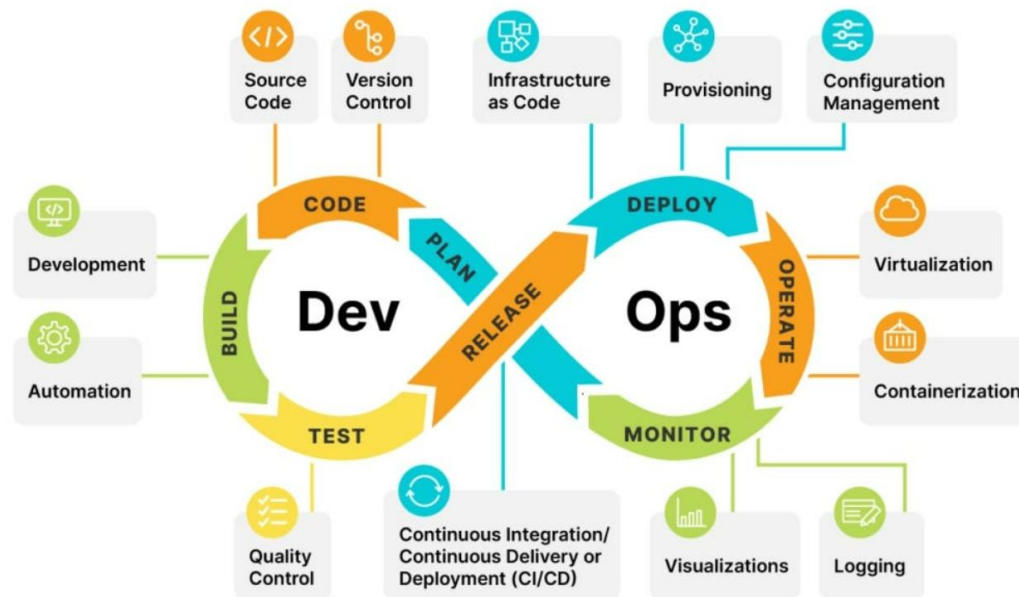 Source
Code
Version
Control
Infrastructure
as Code
Provisioning
Configuration
Management
CODE
DEPLOY
PLAN
Development
Virtualization
Dev
Ops
BUILD
RELEASE
OPERATE
Automation
Containerization
TEST
MONITOR
Quality
Control
Continuous Integration/
Continuous Delivery or
Deployment (CI/CD)
Visualizations
Logging